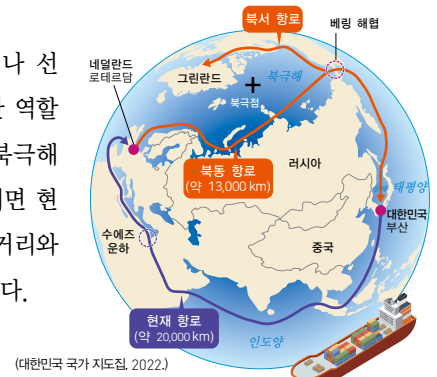 나 선
역할
북극해
면 현
거리와
다.
북서 항로
베링 해협
네덜란드
로테르담
그린란드
북극해
북극점
북동 항로
(약 13,000 km)
러시아
태평양
대한민국
부산
수에즈
운하
중국
현재 항로
(약 20,000 km)
인도양
(대한민국 국가 지도집, 2022.)